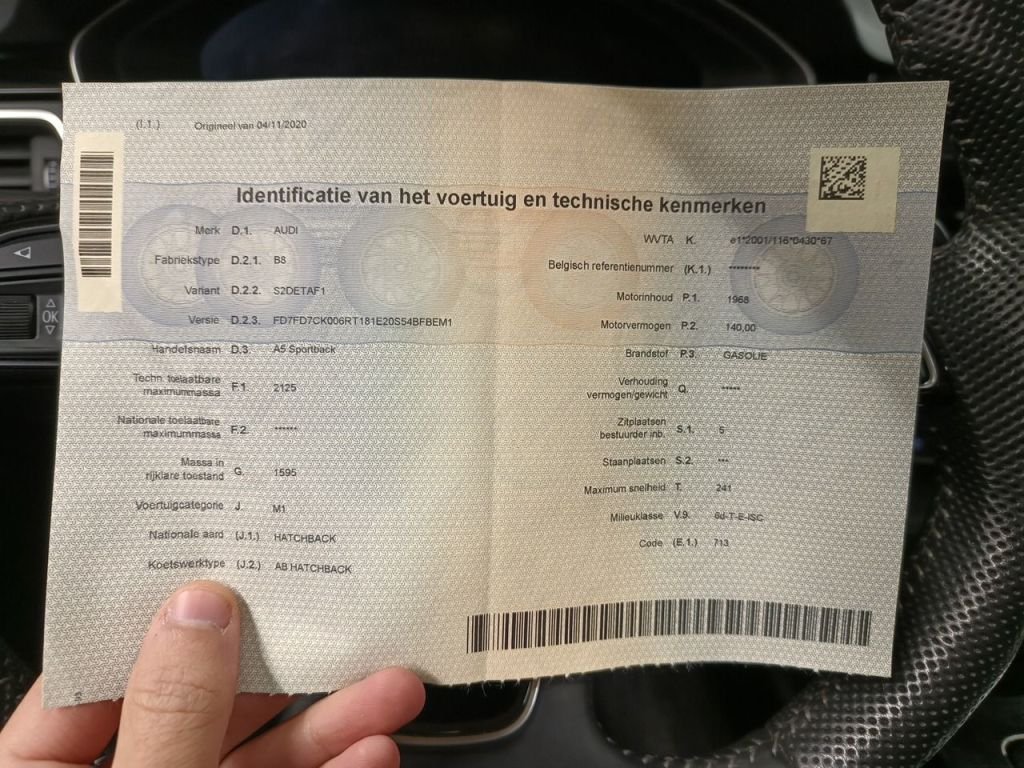 (I.1.) Origineel van 04/11/2020
Identificatie van het voertuig en technische kenmerken
Merk D.1. AUDI
Fabriekstype D.2.1. B8
Variant D.2.2. S2DETAF1
Versie D.2.3. FD7FD7CK006RT181E20S54BFBEM1
Handelsnaam D.3. A5 Sportback
Techn. toelaatbare
maximummassa F.1. 2125
Nationale toelaatbare
maximummassa F.2. ******
Massa in
rijklare toestand G. 1595
Voertuigcategorie J. M1
Nationale aard (J.1.) HATCHBACK
Koetswerktype (J.2.) AB HATCHBACK
WVTA K. e1*2001/116*0430*67
Belgisch referentienummer (K.1.) ********
Motorinhoud P.1. 1968
Motorvermogen P.2. 140,00
Brandstof P.3. GASOLIE
Verhouding
vermogen/gewicht Q. *****
Zitplaatsen
bestuurder inb. S.1. 5
Staanplaatsen S.2. ***
Maximum snelheid T. 241
Milieuklasse V.9. 6d-T-E-ISC
Code (E.1.) 713
OK